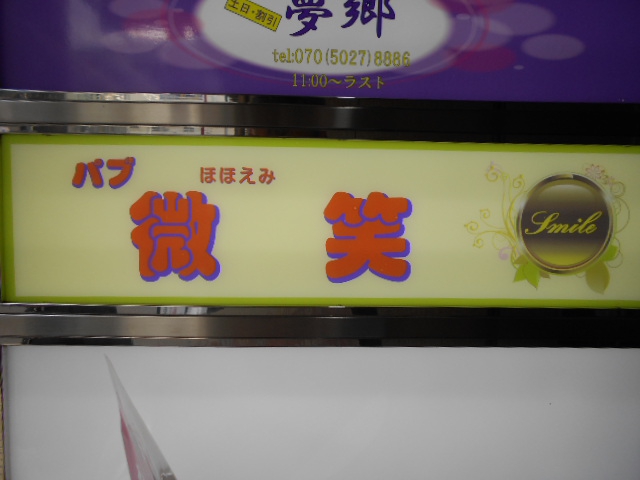 土日・割引
夢郷
tel:070(5027)8886
11:00〜ラスト
パブ
ほほえみ
微笑
Smile